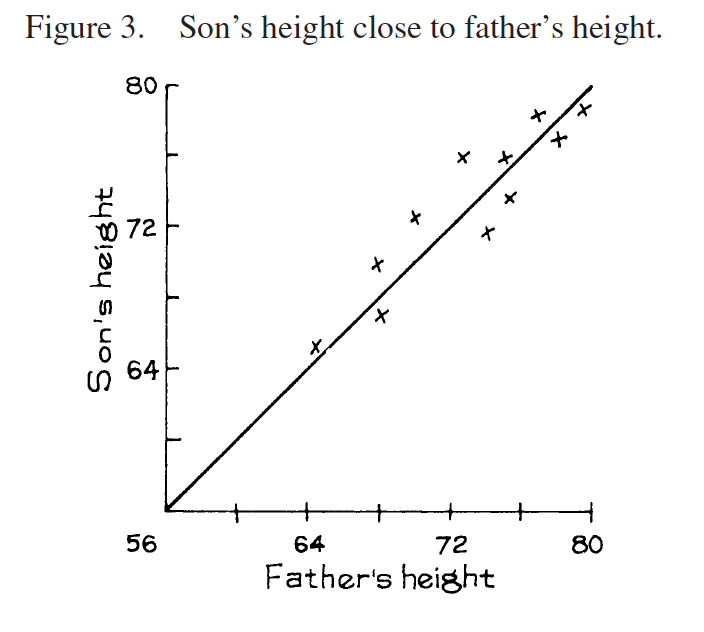 Figure 3. Son’s height close to father’s height.
80
72
64
Son's height
56 64 72 80
Father's height